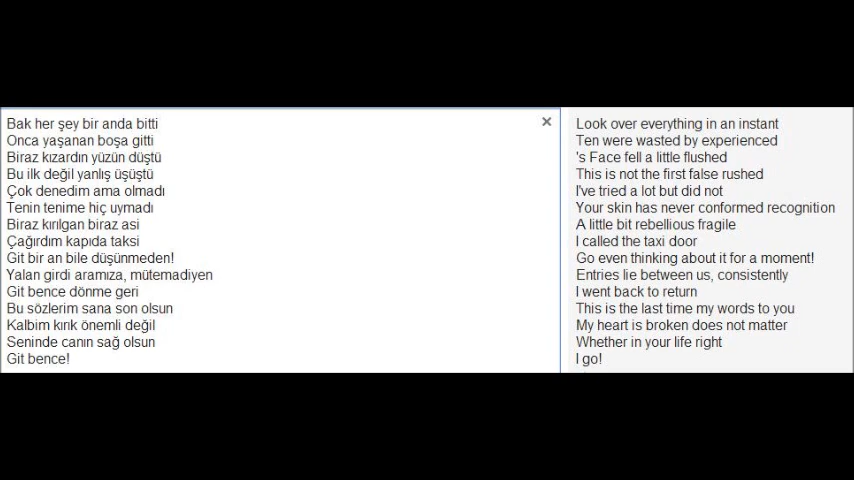 Bak her şey bir anda bitti
Onca yaşanan boşa gitti
Biraz kızardın yüzün düştü
Bu ilk değil yanlış üşüştü
Çok denedim ama olmadı
Tenin tenime hiç uymadı
Biraz kırılgan biraz asi
Çağırdım kapıda taksi
Git bir an bile düşünmeden!
Yalan girdi aramıza, mütemadiyen
Git bence dönme geri
Bu sözlerim sana son olsun
Kalbim kırık önemli değil
Seninde canın sağ olsun
Git bence!
Look over everything in an instant
Ten were wasted by experienced
's Face fell a little flushed
This is not the first false rushed
I've tried a lot but did not
Your skin has never conformed recognition
A little bit rebellious fragile
I called the taxi door
Go even thinking about it for a moment!
Entries lie between us, consistently
I went back to return
This is the last time my words to you
My heart is broken does not matter
Whether in your life right
I go!